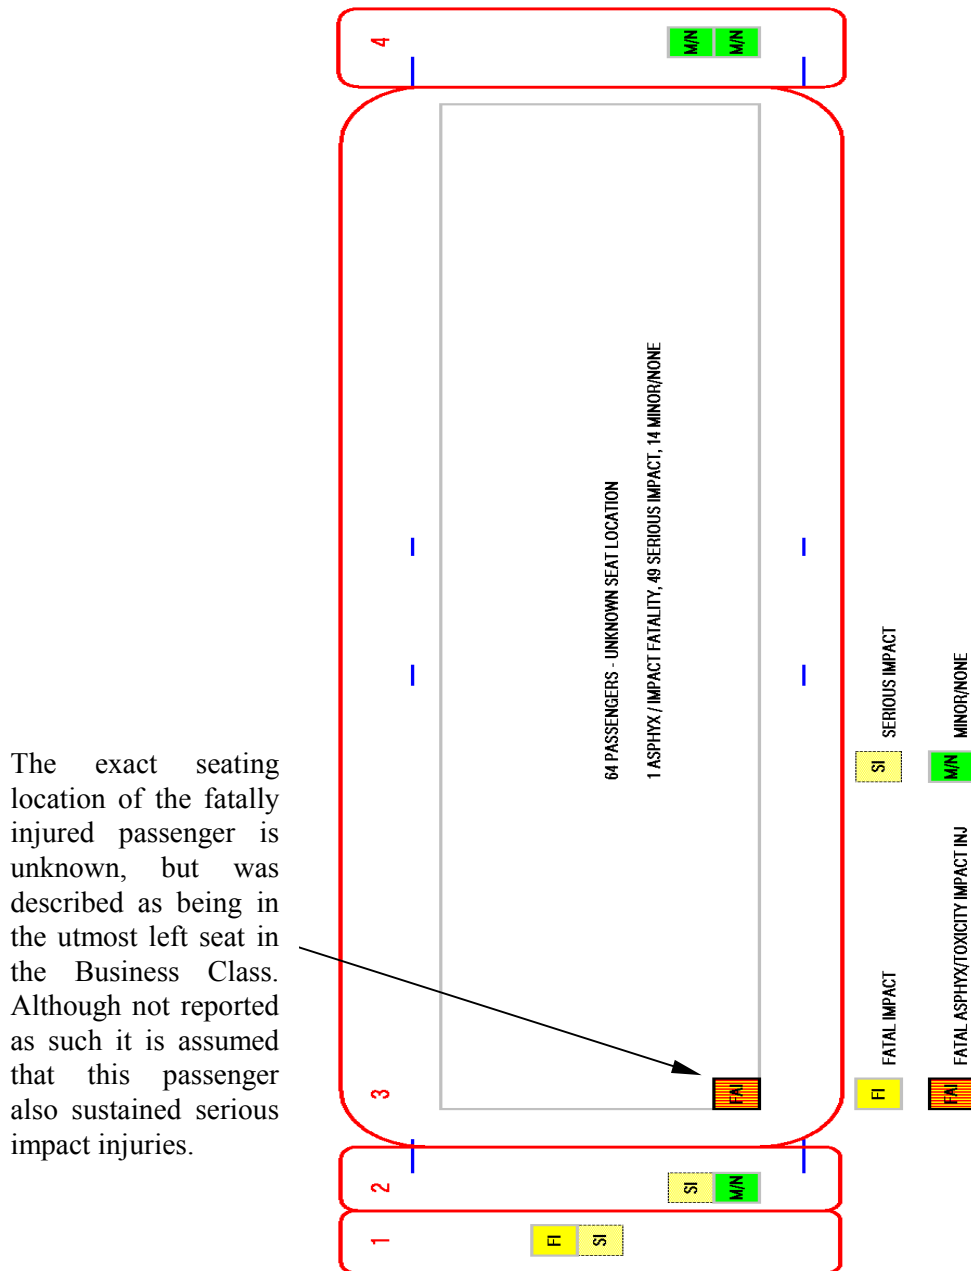 4
M/N
M/N
The exact seating
location of the fatally
injured passenger is
unknown, but was
described as being in
the utmost left seat in
the Business Class.
Although not reported
as such it is assumed
that this passenger
also sustained serious
impact injuries.
64 PASSENGERS - UNKNOWN SEAT LOCATION
1 ASPHYX / IMPACT FATALITY, 49 SERIOUS IMPACT, 14 MINOR/NONE
3
FAI
2
SI
M/N
1
FI
SI
FI FATAL IMPACT
SI SERIOUS IMPACT
FAI FATAL ASPHYX/TOXICITY IMPACT INJ
M/N MINOR/NONE